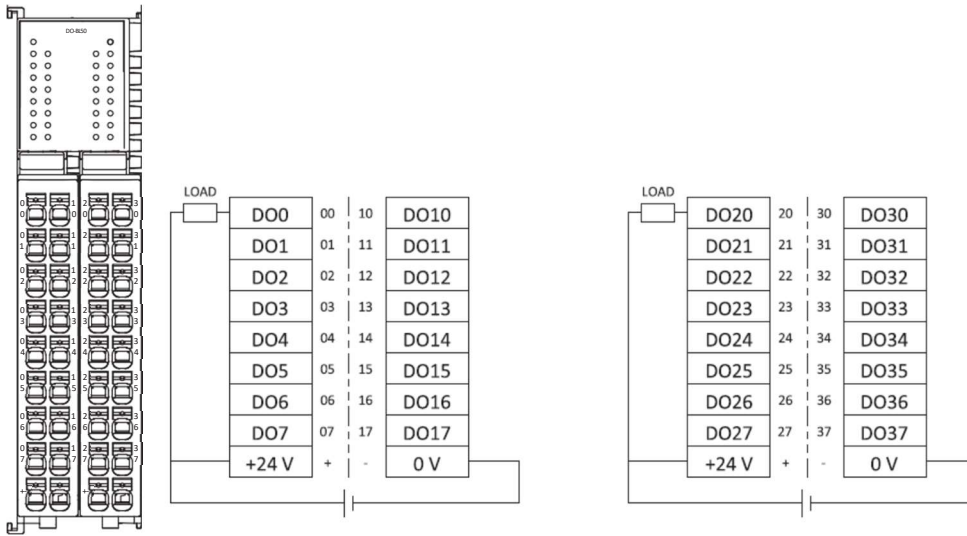 LOAD
DO0 00 10 DO10
DO1 01 11 DO11
DO2 02 12 DO12
DO3 03 13 DO13
DO4 04 14 DO14
DO5 05 15 DO15
DO6 06 16 DO16
DO7 07 17 DO17
+24 V + - 0 V
LOAD
DO20 20 30 DO30
DO21 21 31 DO31
DO22 22 32 DO32
DO23 23 33 DO33
DO24 24 34 DO34
DO25 25 35 DO35
DO26 26 36 DO36
DO27 27 37 DO37
+24 V + - 0 V